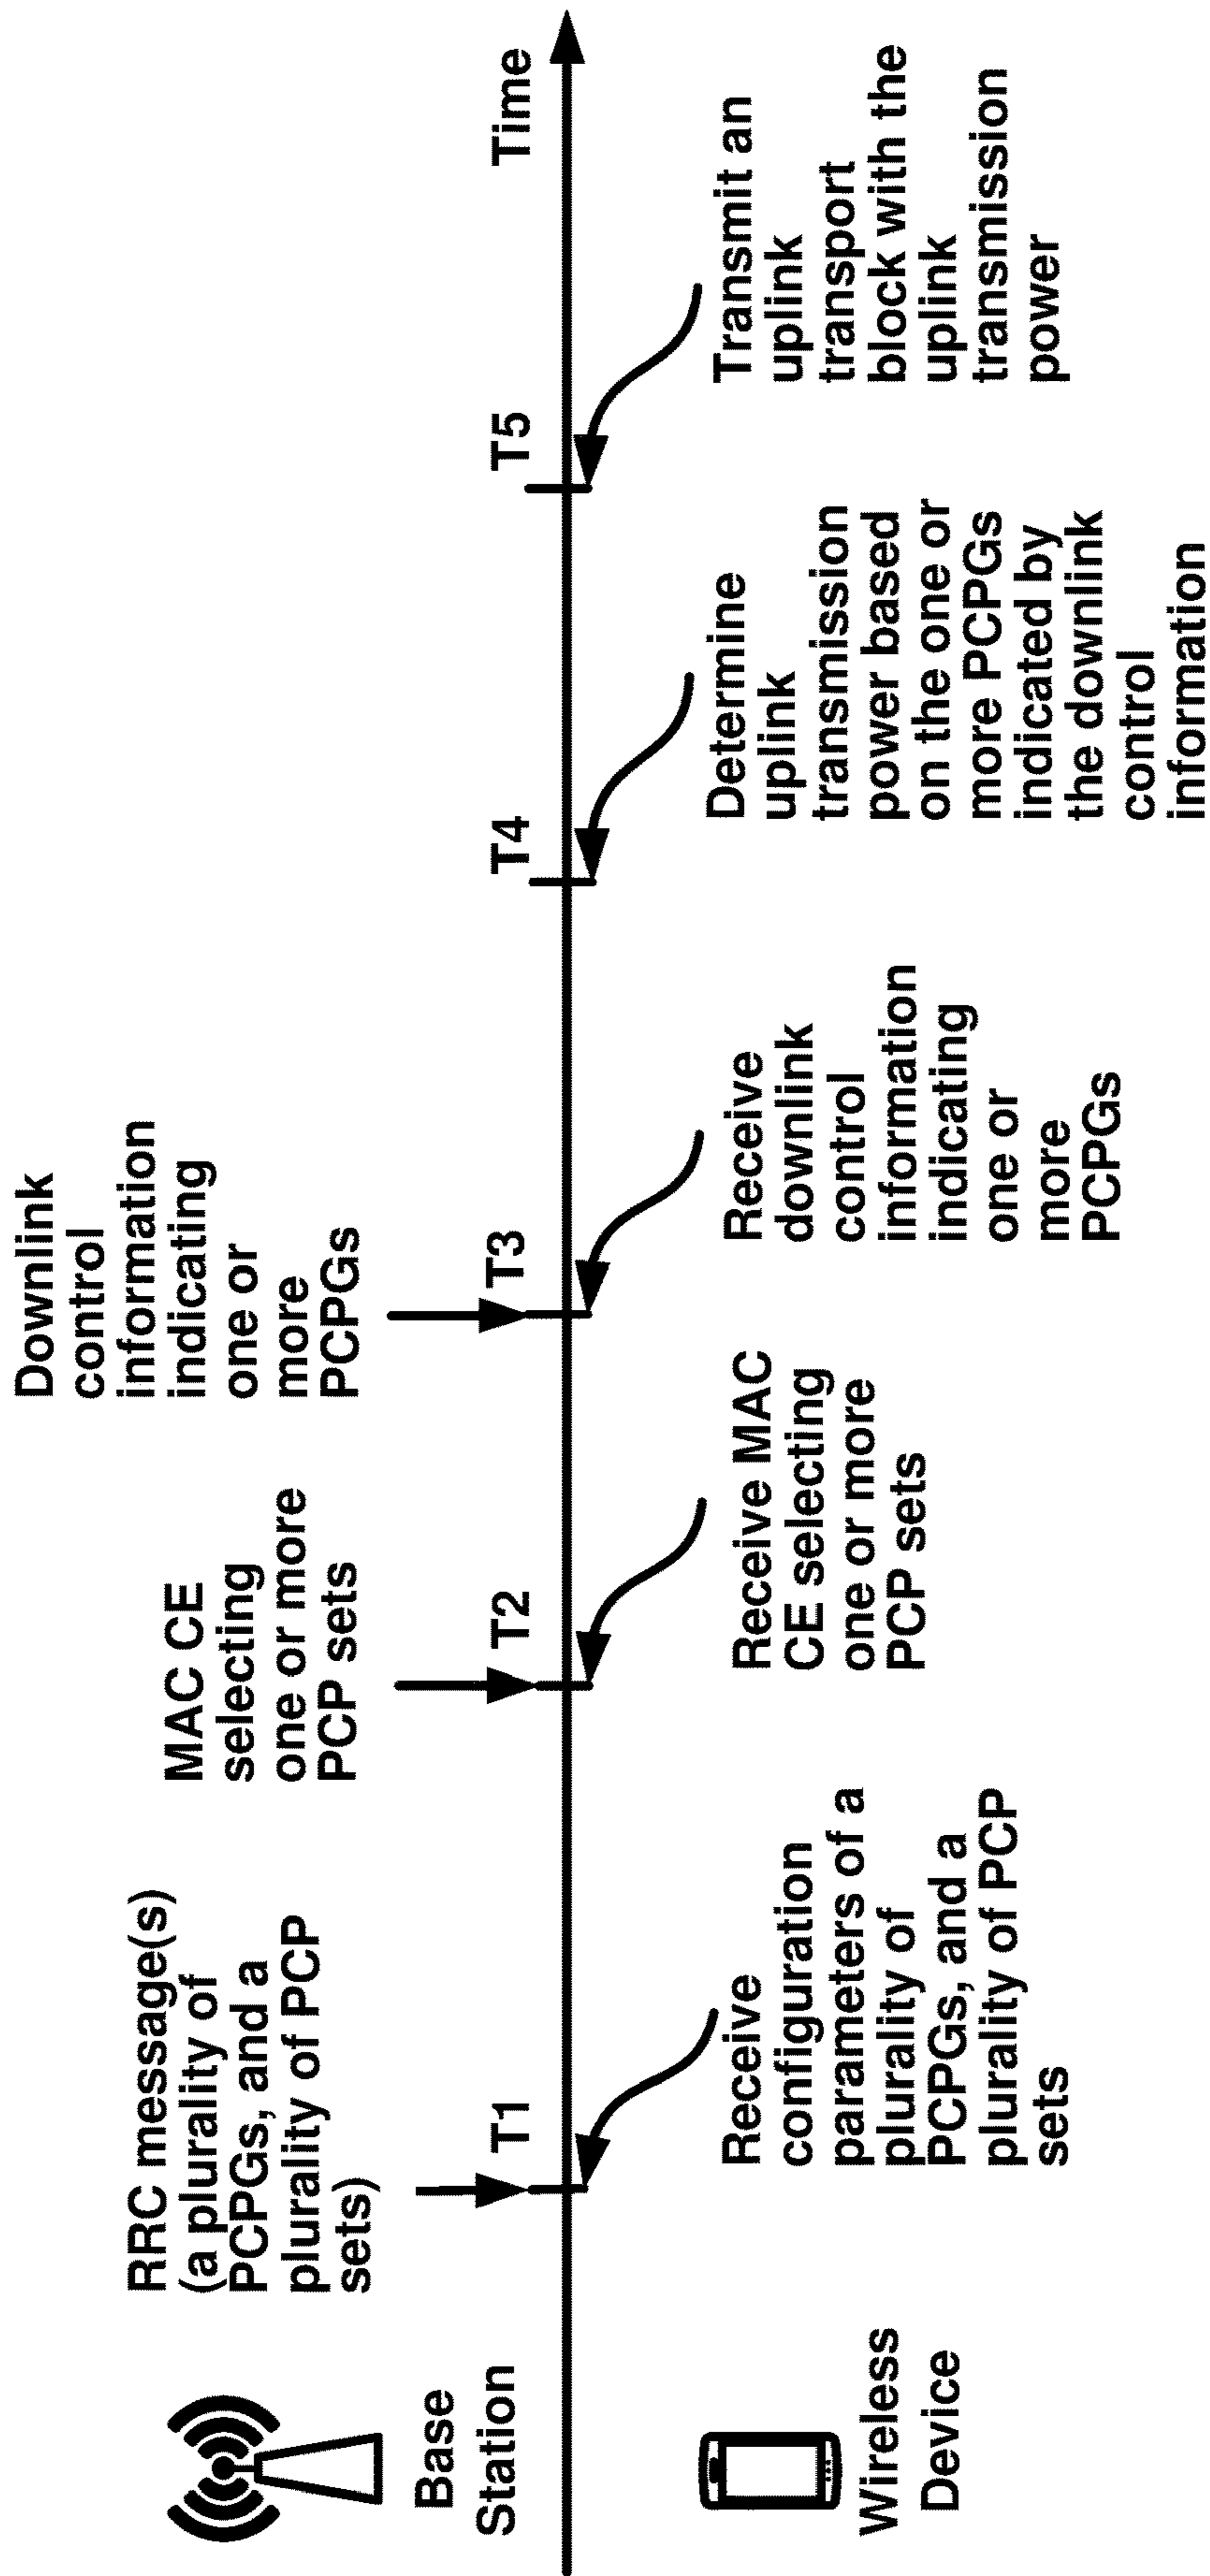 Base
Station
RRC message(s)
(a plurality of
PCPGs, and a
plurality of PCP
sets)
MAC CE
selecting
one or more
PCP sets
Downlink
control
information
indicating
one or
more
PCPGs
T1
T2
T3
T4
T5
Time
Wireless
Device
Receive
configuration
parameters of a
plurality of
PCPGs, and a
plurality of PCP
sets
Receive MAC
CE selecting
one or more
PCP sets
Receive
downlink
control
information
indicating
one or
more
PCPGs
Determine
uplink
transmission
power based
on the one or
more PCPGs
indicated by
the downlink
control
information
Transmit an
uplink
transport
block with the
uplink
transmission
power